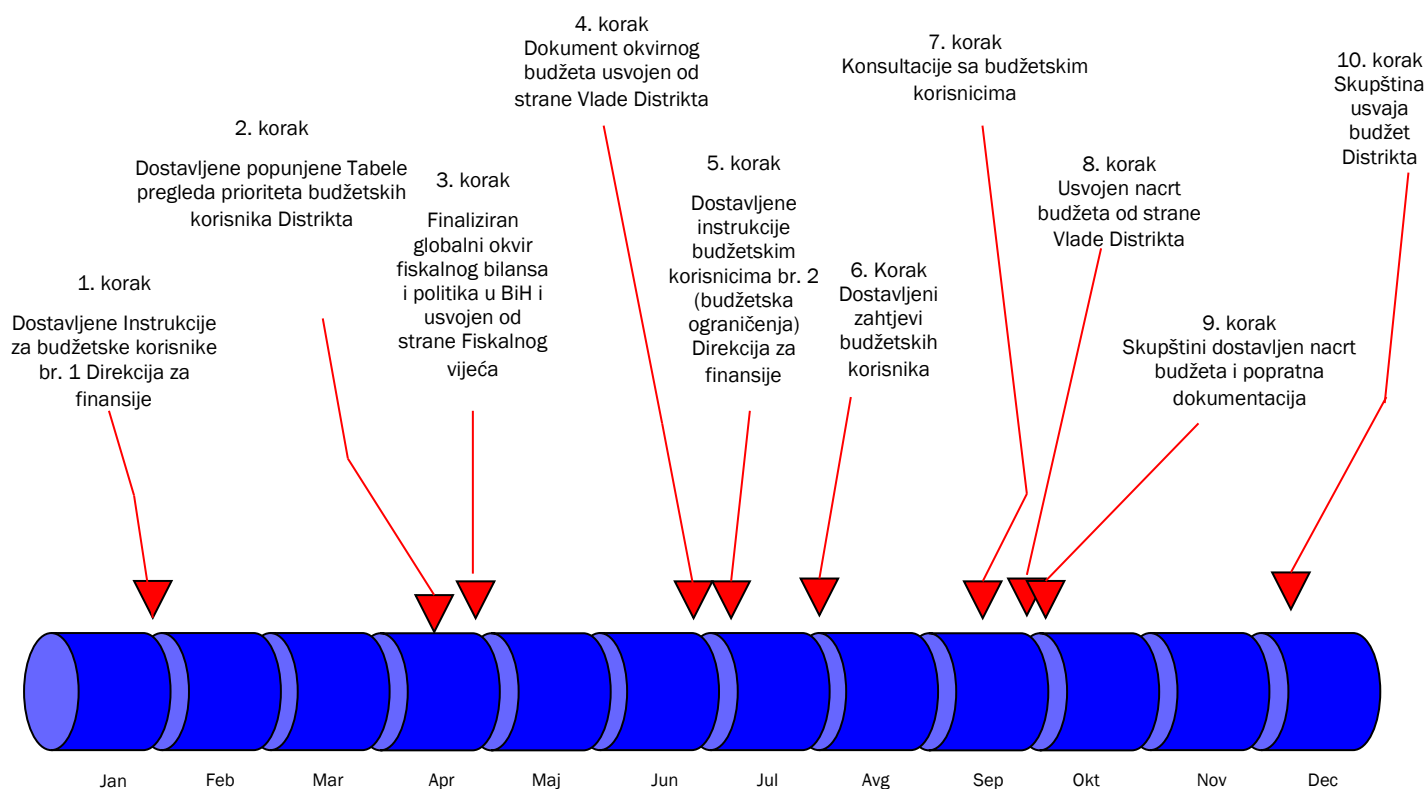 1. korak
Dostavljene Instrukcije
za budžetske korisnike
br. 1 Direkcija za
finansije
2. korak
Dostavljene popunjene Tabele
pregleda prioriteta budžetskih
korisnika Distrikta
3. korak
Finaliziran
globalni okvir
fiskalnog bilansa
i politika u BiH i
usvojen od
strane Fiskalnog
vijeća
4. korak
Dokument okvirnog
budžeta usvojen od
strane Vlade Distrikta
5. korak
Dostavljene
instrukcije
budžetskim
korisnicima br. 2
(budžetska
ograničenja)
Direkcija za
finansije
6. Korak
Dostavljeni
zahtjevi
budžetskih
korisnika
7. korak
Konsultacije sa budžetskim
korisnicima
8. korak
Usvojen nacrt
budžeta od strane
Vlade Distrikta
9. korak
Skupštini dostavljen nacrt
budžeta i popratna
dokumentacija
10. korak
Skupština
usvaja
budžet
Distrikta
Jan Feb Mar Apr Maj Jun Jul Avg Sep Okt Nov Dec